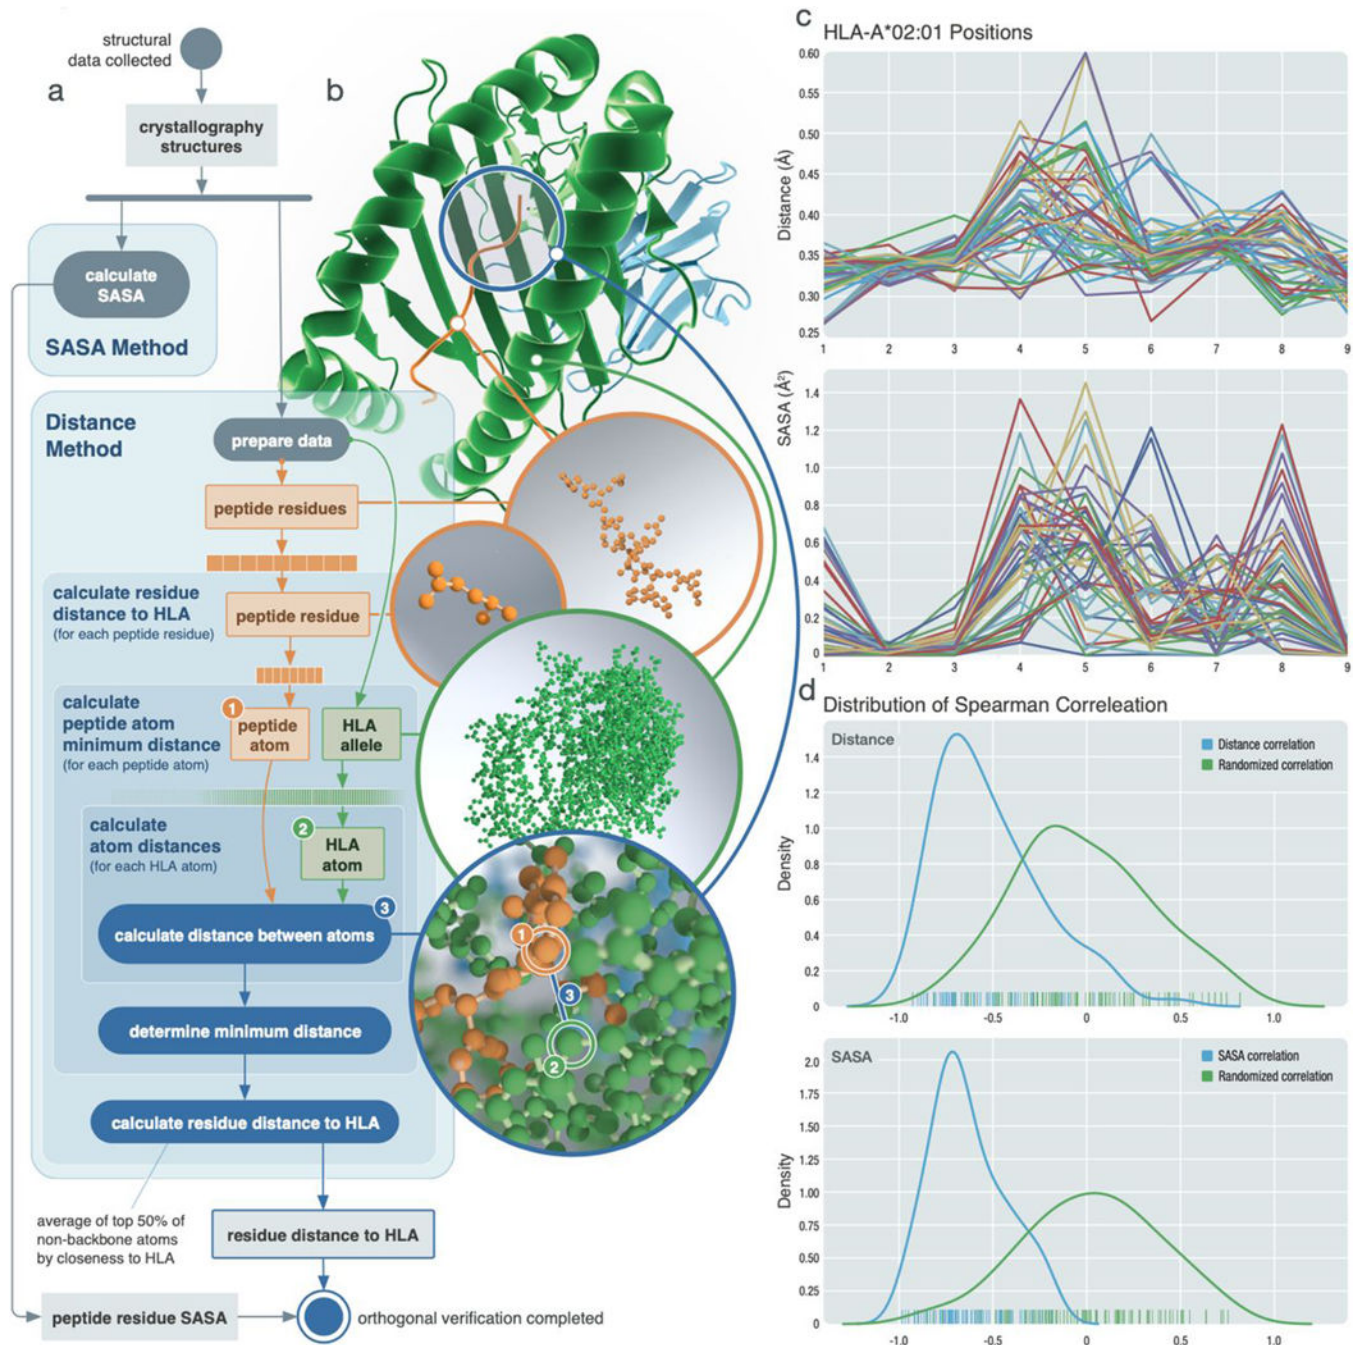 structural
data collected
a
crystallography
structures
calculate
SASA
SASA Method
Distance
Method
prepare data
peptide residues
calculate residue
distance to HLA
(for each peptide residue)
peptide residue
calculate
peptide atom
minimum distance
(for each peptide atom)
1
peptide
atom
HLA
allele
calculate
atom distances
(for each HLA atom)
2
HLA
atom
3
calculate distance between atoms
determine minimum distance
calculate residue distance to HLA
average of top 50% of
non-backbone atoms
by closeness to HLA
residue distance to HLA
peptide residue SASA
orthogonal verification completed
b
1
3
2
c
HLA-A*02:01 Positions
Distance (Å)
0.60
0.50
0.45
0.40
0.35
0.30
0.25
1 2 3 4 5 6 7 8 9
SASA (Å²)
1.4
1.2
1.0
0.8
0.6
0.4
0.2
0
1 2 3 4 5 6 7 8 9
d
Distribution of Spearman Correleation
Distance
Distance correlation
Randomized correlation
Density
1.4
1.2
1.0
0.8
0.6
0.4
0.2
0
-1.0 -0.5 0 0.5 1.0
SASA
SASA correlation
Randomized correlation
Density
2.0
1.75
1.50
1.25
1.00
0.75
0.50
0.25
0
-1.0 -0.5 0 0.5 1.0